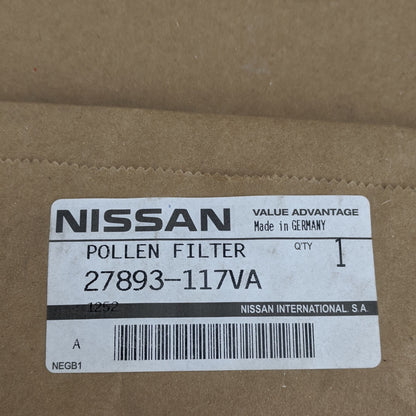 NISSAN VALUE ADVANTAGE
Made in GERMANY
POLLEN FILTER Q'TY 1
27893-117VA
1252
NISSAN INTERNATIONAL. S.A.
A
NEGB1